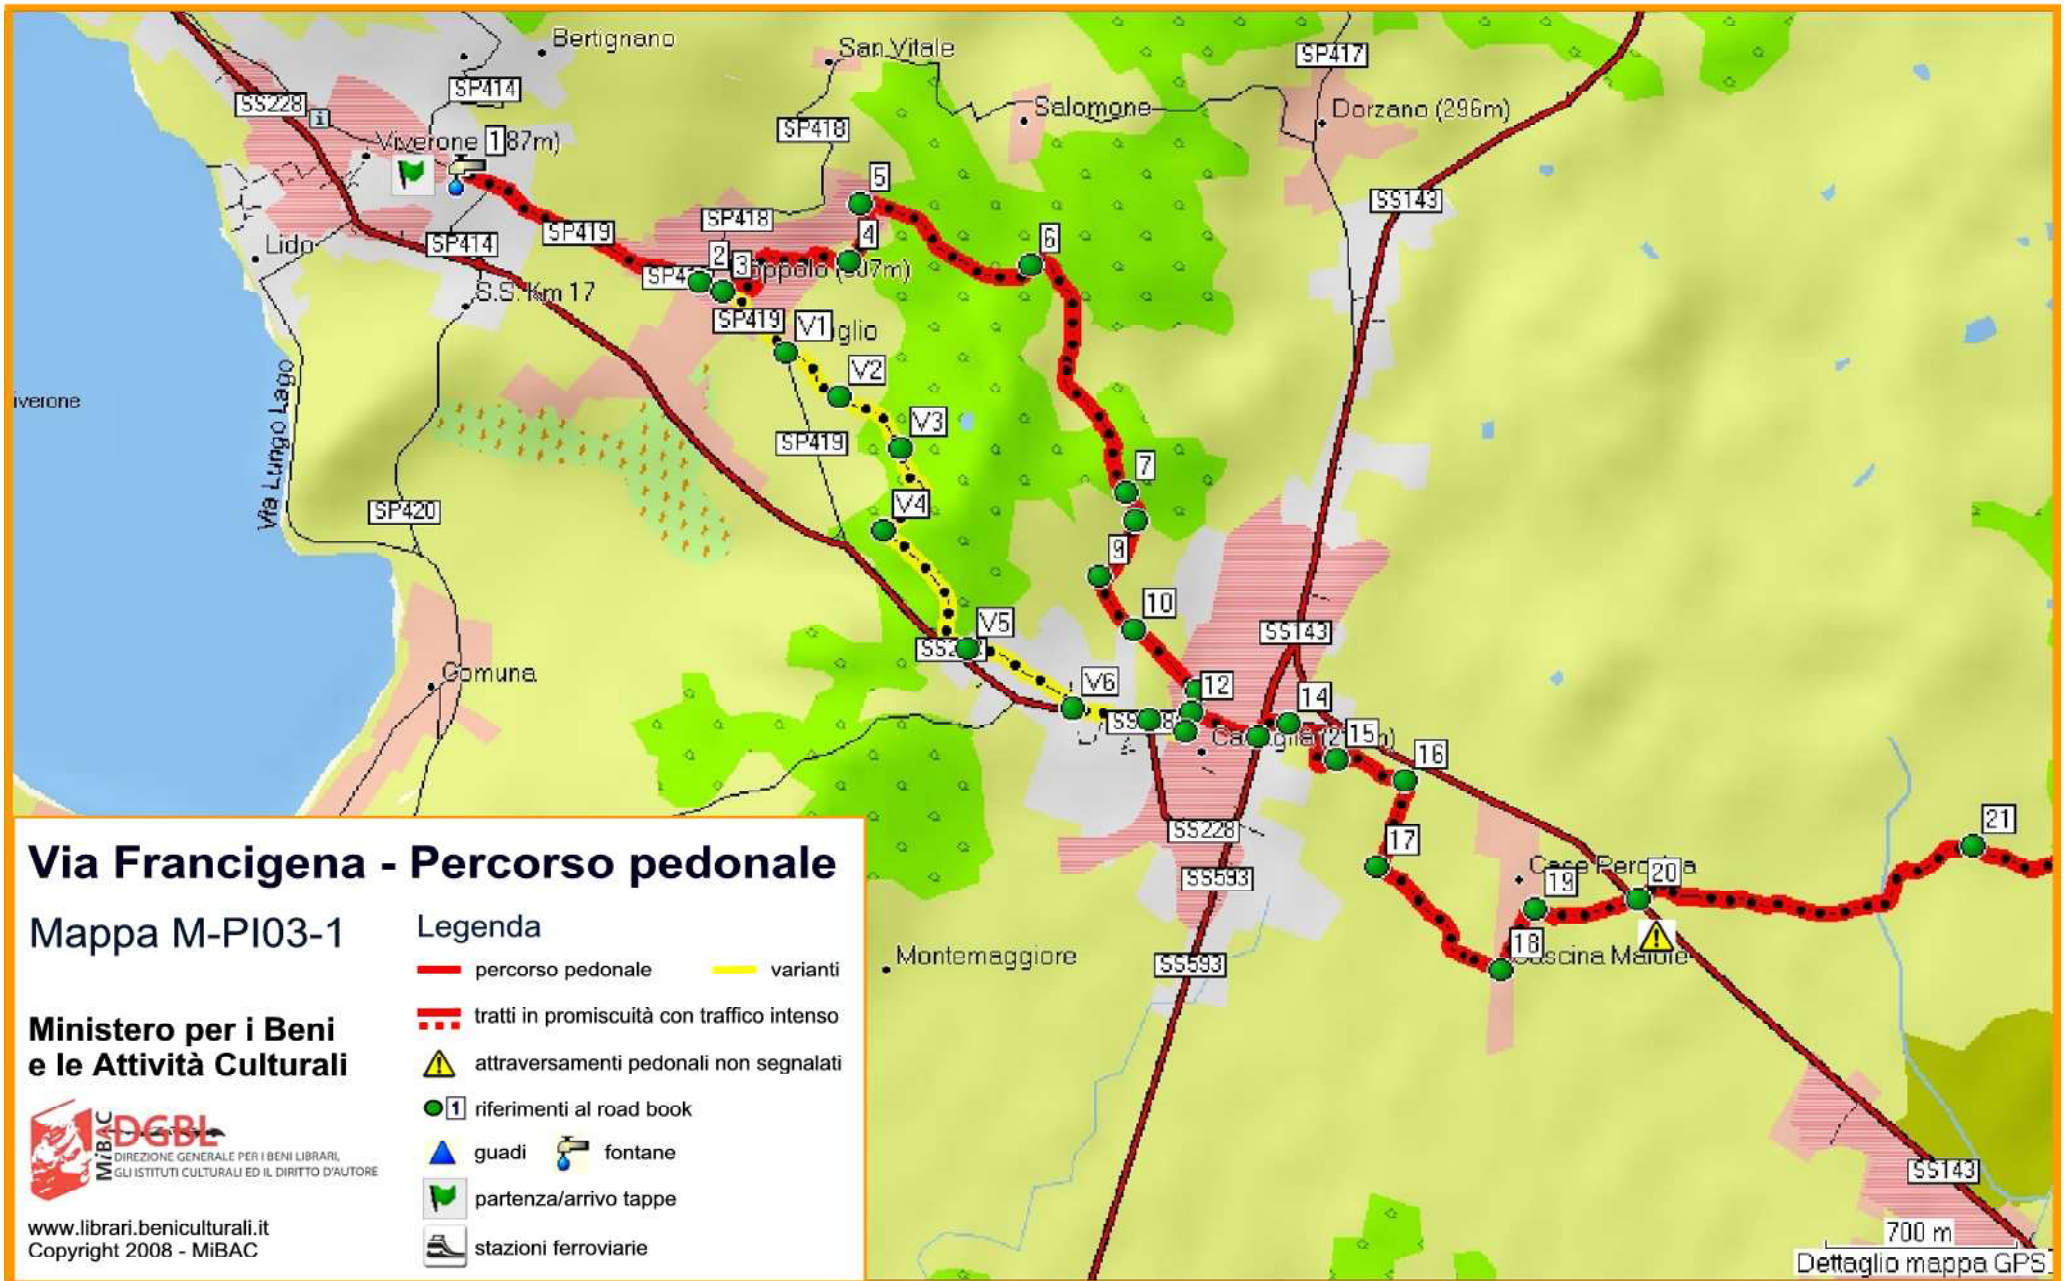 Bertignano
San Vitale
SP417
SP414
SS228
Salomone
Dorzano (296m)
SP418
Viverone
1
87m)
5
SS143
SP418
SP419
4
6
Lido
SP414
2
3
S.S. Km 17
SP419
V1
V2
iverone
Via Lungo Lago
V3
SP419
7
V4
SP420
9
10
V5
SS143
Comuna
V6
12
14
15
16
21
SS228
17
20
SS593
19
18
Montemaggiore
SS593
SS143
700 m
Dettaglio mappa GPS
Via Francigena - Percorso pedonale
Mappa M-PI03-1
Legenda
percorso pedonale
varianti
tratti in promiscuità con traffico intenso
Ministero per i Beni
e le Attività Culturali
attraversamenti pedonali non segnalati
1 riferimenti al road book
guadi
fontane
partenza/arrivo tappe
stazioni ferroviarie
MiBAC
DGBL
DIREZIONE GENERALE PER I BENI LIBRARI,
GLI ISTITUTI CULTURALI ED IL DIRITTO D'AUTORE
www.librari.beniculturali.it
Copyright 2008 - MiBAC